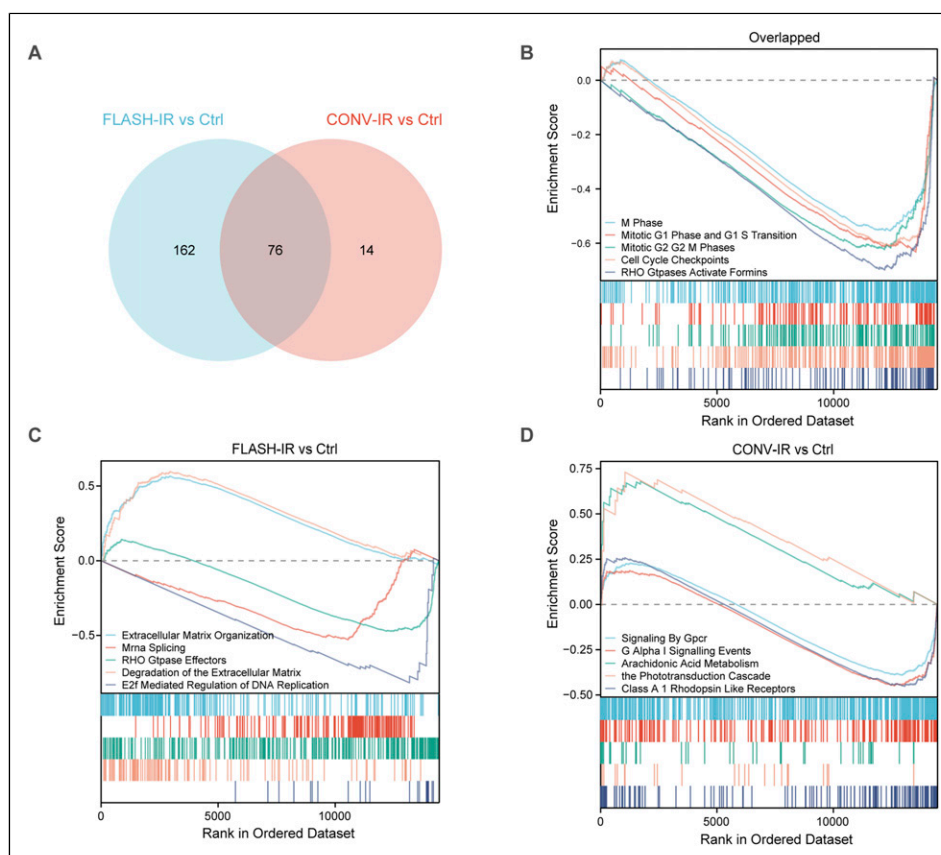 A
FLASH-IR vs Ctrl
CONV-IR vs Ctrl
162
76
14
B
Overlapped
Enrichment Score
0.0
−0.2
−0.4
−0.6
M Phase
Mitotic G1 Phase and G1 S Transition
Mitotic G2 G2 M Phases
Cell Cycle Checkpoints
RHO Gtpases Activate Formins
0
5000
10000
Rank in Ordered Dataset
C
FLASH-IR vs Ctrl
Enrichment Score
0.5
0.0
−0.5
Extracellular Matrix Organization
Mrna Splicing
RHO Gtpase Effectors
Degradation of the Extracellular Matrix
E2f Mediated Regulation of DNA Replication
0
5000
10000
Rank in Ordered Dataset
D
CONV-IR vs Ctrl
Enrichment Score
0.75
0.50
0.25
0.00
−0.25
−0.50
Signaling By Gpcr
G Alpha I Signalling Events
Arachidonic Acid Metabolism
the Phototransduction Cascade
Class A 1 Rhodopsin Like Receptors
0
5000
10000
Rank in Ordered Dataset